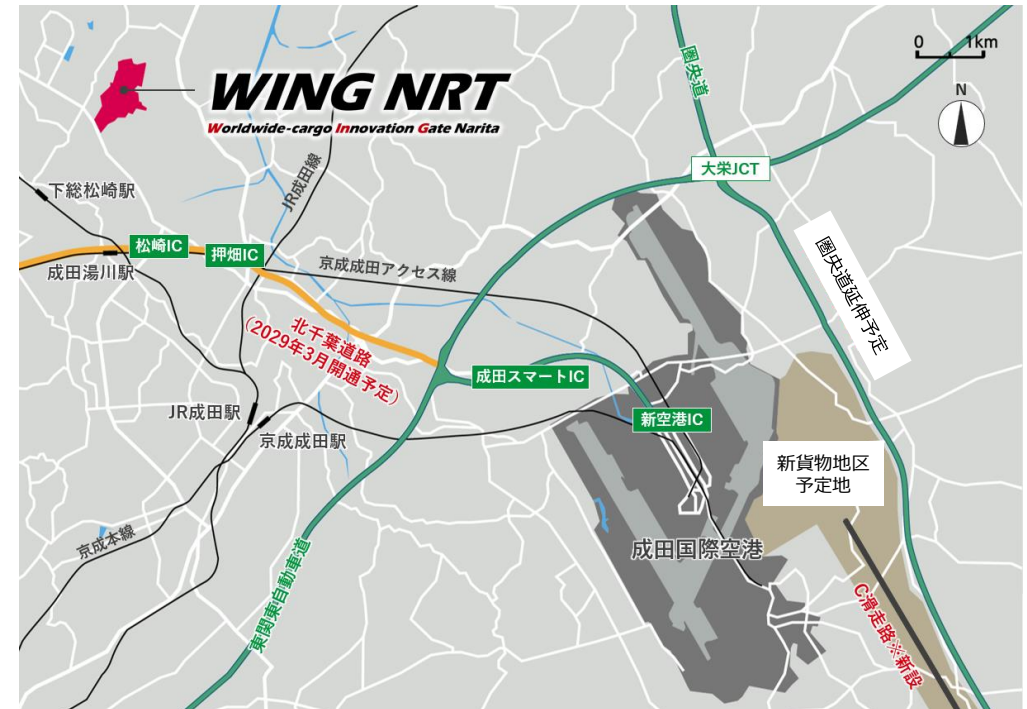 圏央道
0 1km
N
WING NRT
Worldwide-cargo Innovation Gate Narita
大栄JCT
JR成田線
下総松崎駅
松崎IC
押畑IC
成田湯川駅
京成成田アクセス線
圏央道延伸予定
北千葉道路
（2029年3月開通予定）
成田スマートIC
新空港IC
JR成田駅
京成成田駅
新貨物地区
予定地
京成本線
成田国際空港
東関東自動車道
C滑走路※新設